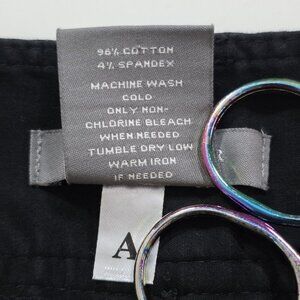 96% COTTON
4% SPANDEX
MACHINE WASH
COLD
ONLY NON-
CHLORINE BLEACH
WHEN NEEDED
TUMBLE DRY LOW
WARM IRON
IF NEEDED
A